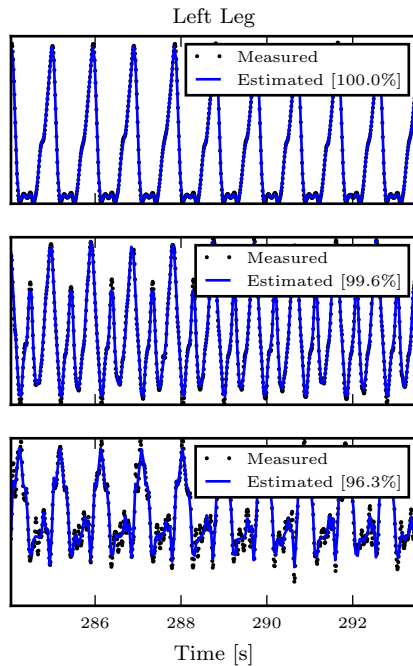 Left Leg
Measured
Estimated [100.0%]
Measured
Estimated [99.6%]
Measured
Estimated [96.3%]
286 288 290 292
Time [s]